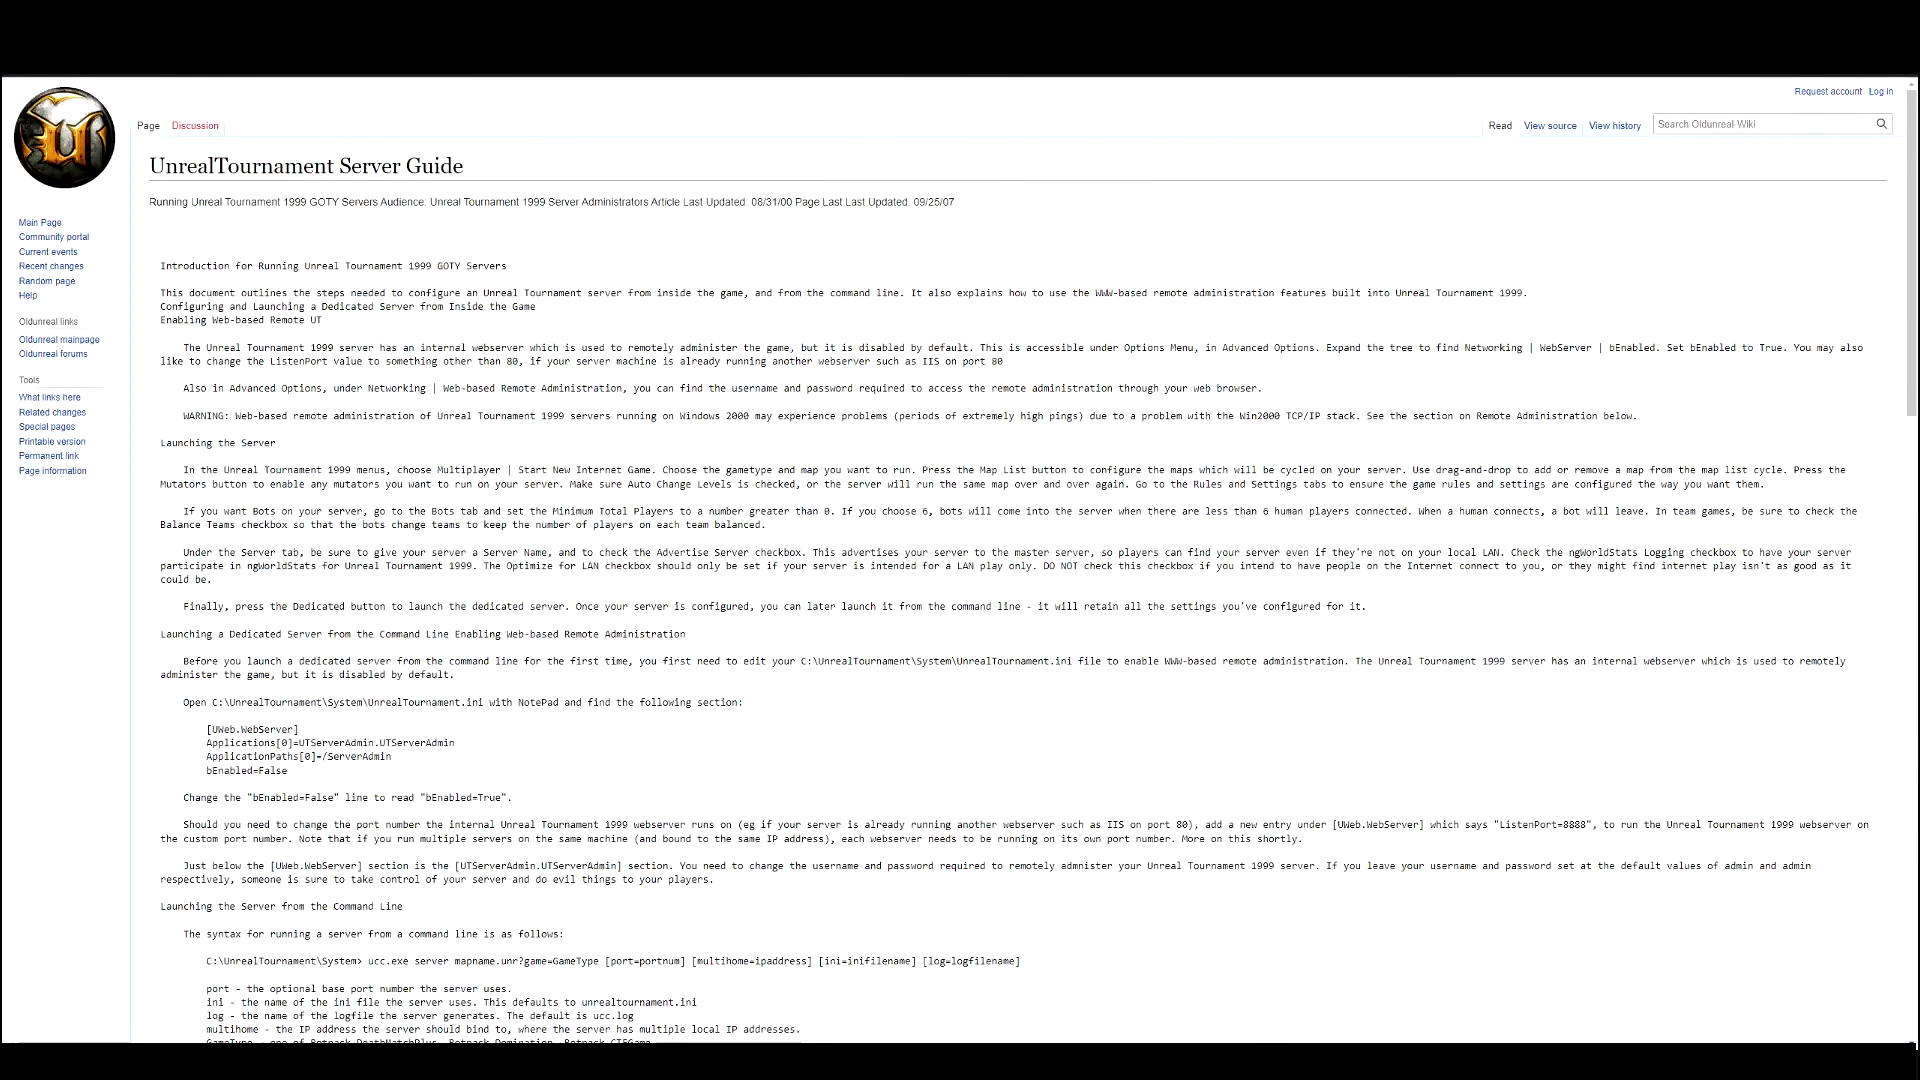 Request account Log in
Page Discussion Read View source View history Search Oldunreal-Wiki
UnrealTournament Server Guide
Running Unreal Tournament 1999 GOTY Servers Audience: Unreal Tournament 1999 Server Administrators Article Last Updated: 08/31/00 Page Last Last Updated: 09/25/07
Main Page
Community portal
Current events
Recent changes
Random page
Help
Oldunreal links
Oldunreal mainpage
Oldunreal forums
Tools
What links here
Related changes
Special pages
Printable version
Permanent link
Page information
Introduction for Running Unreal Tournament 1999 GOTY Servers
This document outlines the steps needed to configure an Unreal Tournament server from inside the game, and from the command line. It also explains how to use the WWW-based remote administration features built into Unreal Tournament 1999.
Configuring and Launching a Dedicated Server from Inside the Game
Enabling Web-based Remote UT
The Unreal Tournament 1999 server has an internal webserver which is used to remotely administer the game, but it is disabled by default. This is accessible under Options Menu, in Advanced Options. Expand the tree to find Networking | WebServer | bEnabled. Set bEnabled to True. You may also
like to change the ListenPort value to something other than 80, if your server machine is already running another webserver such as IIS on port 80
Also in Advanced Options, under Networking | Web-based Remote Administration, you can find the username and password required to access the remote administration through your web browser.
WARNING: Web-based remote administration of Unreal Tournament 1999 servers running on Windows 2000 may experience problems (periods of extremely high pings) due to a problem with the Win2000 TCP/IP stack. See the section on Remote Administration below.
Launching the Server
In the Unreal Tournament 1999 menus, choose Multiplayer | Start New Internet Game. Choose the gametype and map you want to run. Press the Map List button to configure the maps which will be cycled on your server. Use drag-and-drop to add or remove a map from the map list cycle. Press the
Mutators button to enable any mutators you want to run on your server. Make sure Auto Change Levels is checked, or the server will run the same map over and over again. Go to the Rules and Settings tabs to ensure the game rules and settings are configured the way you want them.
If you want Bots on your server, go to the Bots tab and set the Minimum Total Players to a number greater than 0. If you choose 6, bots will come into the server when there are less than 6 human players connected. When a human connects, a bot will leave. In team games, be sure to check the
Balance Teams checkbox so that the bots change teams to keep the number of players on each team balanced.
Under the Server tab, be sure to give your server a Server Name, and to check the Advertise Server checkbox. This advertises your server to the master server, so players can find your server even if they're not on your local LAN. Check the ngWorldStats Logging checkbox to have your server
participate in ngWorldStats for Unreal Tournament 1999. The Optimize for LAN checkbox should only be set if your server is intended for a LAN play only. DO NOT check this checkbox if you intend to have people on the Internet connect to you, or they might find internet play isn't as good as it
could be.
Finally, press the Dedicated button to launch the dedicated server. Once your server is configured, you can later launch it from the command line - it will retain all the settings you've configured for it.
Launching a Dedicated Server from the Command Line Enabling Web-based Remote Administration
Before you launch a dedicated server from the command line for the first time, you first need to edit your C:\UnrealTournament\System\UnrealTournament.ini file to enable WWW-based remote administration. The Unreal Tournament 1999 server has an internal webserver which is used to remotely
administer the game, but it is disabled by default.
Open C:\UnrealTournament\System\UnrealTournament.ini with NotePad and find the following section:
[UWeb.WebServer]
Applications[0]=UTServerAdmin.UTServerAdmin
ApplicationPaths[0]=/ServerAdmin
bEnabled=False
Change the "bEnabled=False" line to read "bEnabled=True".
Should you need to change the port number the internal Unreal Tournament 1999 webserver runs on (eg if your server is already running another webserver such as IIS on port 80), add a new entry under [UWeb.WebServer] which says "ListenPort=8888", to run the Unreal Tournament 1999 webserver on
the custom port number. Note that if you run multiple servers on the same machine (and bound to the same IP address), each webserver needs to be running on its own port number. More on this shortly.
Just below the [UWeb.WebServer] section is the [UTServerAdmin.UTServerAdmin] section. You need to change the username and password required to remotely admnister your Unreal Tournament 1999 server. If you leave your username and password set at the default values of admin and admin
respectively, someone is sure to take control of your server and do evil things to your players.
Launching the Server from the Command Line
The syntax for running a server from a command line is as follows:
C:\UnrealTournament\System> ucc.exe server mapname.unr?game=GameType [port=portnum] [multihome=ipaddress] [ini=inifilename] [log=logfilename]
port - the optional base port number the server uses.
ini - the name of the ini file the server uses. This defaults to unrealtournament.ini
log - the name of the logfile the server generates. The default is ucc.log
multihome - the IP address the server should bind to, where the server has multiple local IP addresses.
GameType - one of Botpack.DeathMatchPlus, Botpack.Domination, Botpack.CTFGame